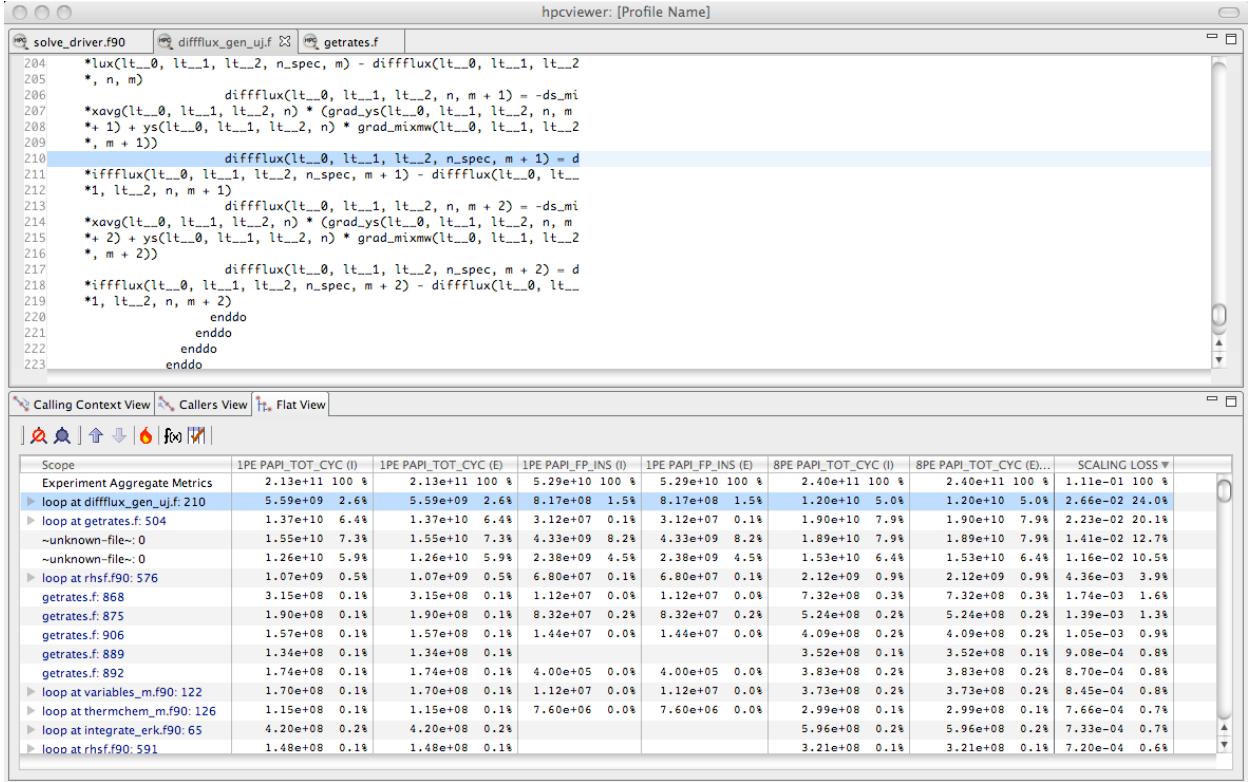 hpcviewer: [Profile Name]
solve_driver.f90 diffflux_gen_uj.f getrates.f
204 *lux(lt__0, lt__1, lt__2, n_spec, m) - diffflux(lt__0, lt__1, lt__2
205 *, n, m)
206 diffflux(lt__0, lt__1, lt__2, n, m + 1) = -ds_mi
207 *xavg(lt__0, lt__1, lt__2, n) * (grad_ys(lt__0, lt__1, lt__2, n, m
208 *+ 1) + ys(lt__0, lt__1, lt__2, n) * grad_mixmw(lt__0, lt__1, lt__2
209 *, m + 1))
210 diffflux(lt__0, lt__1, lt__2, n_spec, m + 1) = d
211 *iffflux(lt__0, lt__1, lt__2, n_spec, m + 1) - diffflux(lt__0, lt__
212 *1, lt__2, n, m + 1)
213 diffflux(lt__0, lt__1, lt__2, n, m + 2) = -ds_mi
214 *xavg(lt__0, lt__1, lt__2, n) * (grad_ys(lt__0, lt__1, lt__2, n, m
215 *+ 2) + ys(lt__0, lt__1, lt__2, n) * grad_mixmw(lt__0, lt__1, lt__2
216 *, m + 2))
217 diffflux(lt__0, lt__1, lt__2, n_spec, m + 2) = d
218 *iffflux(lt__0, lt__1, lt__2, n_spec, m + 2) - diffflux(lt__0, lt__
219 *1, lt__2, n, m + 2)
220 enddo
221 enddo
222 enddo
223 enddo
Calling Context View Callers View Flat View
f(x)
Scope 1PE PAPI_TOT_CYC (I) 1PE PAPI_TOT_CYC (E) 1PE PAPI_FP_INS (I) 1PE PAPI_FP_INS (E) 8PE PAPI_TOT_CYC (I) 8PE PAPI_TOT_CYC (E)... SCALING LOSS
Experiment Aggregate Metrics 2.13e+11 100 % 2.13e+11 100 % 5.29e+10 100 % 5.29e+10 100 % 2.40e+11 100 % 2.40e+11 100 % 1.11e-01 100 %
loop at diffflux_gen_uj.f: 210 5.59e+09 2.6% 5.59e+09 2.6% 8.17e+08 1.5% 8.17e+08 1.5% 1.20e+10 5.0% 1.20e+10 5.0% 2.66e-02 24.0%
loop at getrates.f: 504 1.37e+10 6.4% 1.37e+10 6.4% 3.12e+07 0.1% 3.12e+07 0.1% 1.90e+10 7.9% 1.90e+10 7.9% 2.23e-02 20.1%
~unknown-file~: 0 1.55e+10 7.3% 1.55e+10 7.3% 4.33e+09 8.2% 4.33e+09 8.2% 1.89e+10 7.9% 1.89e+10 7.9% 1.41e-02 12.7%
~unknown-file~: 0 1.26e+10 5.9% 1.26e+10 5.9% 2.38e+09 4.5% 2.38e+09 4.5% 1.53e+10 6.4% 1.53e+10 6.4% 1.16e-02 10.5%
loop at rhsf.f90: 576 1.07e+09 0.5% 1.07e+09 0.5% 6.80e+07 0.1% 6.80e+07 0.1% 2.12e+09 0.9% 2.12e+09 0.9% 4.36e-03 3.9%
getrates.f: 868 3.15e+08 0.1% 3.15e+08 0.1% 1.12e+07 0.0% 1.12e+07 0.0% 7.32e+08 0.3% 7.32e+08 0.3% 1.74e-03 1.6%
getrates.f: 875 1.90e+08 0.1% 1.90e+08 0.1% 8.32e+07 0.2% 8.32e+07 0.2% 5.24e+08 0.2% 5.24e+08 0.2% 1.39e-03 1.3%
getrates.f: 906 1.57e+08 0.1% 1.57e+08 0.1% 1.44e+07 0.0% 1.44e+07 0.0% 4.09e+08 0.2% 4.09e+08 0.2% 1.05e-03 0.9%
getrates.f: 889 1.34e+08 0.1% 1.34e+08 0.1% 3.52e+08 0.1% 3.52e+08 0.1% 9.08e-04 0.8%
getrates.f: 892 1.74e+08 0.1% 1.74e+08 0.1% 4.00e+05 0.0% 4.00e+05 0.0% 3.83e+08 0.2% 3.83e+08 0.2% 8.70e-04 0.8%
loop at variables_m.f90: 122 1.70e+08 0.1% 1.70e+08 0.1% 1.12e+07 0.0% 1.12e+07 0.0% 3.73e+08 0.2% 3.73e+08 0.2% 8.45e-04 0.8%
loop at thermchem_m.f90: 126 1.15e+08 0.1% 1.15e+08 0.1% 7.60e+06 0.0% 7.60e+06 0.0% 2.99e+08 0.1% 2.99e+08 0.1% 7.66e-04 0.7%
loop at integrate_erk.f90: 65 4.20e+08 0.2% 4.20e+08 0.2% 5.96e+08 0.2% 5.96e+08 0.2% 7.33e-04 0.7%
loop at rhsf.f90: 591 1.48e+08 0.1% 1.48e+08 0.1% 3.21e+08 0.1% 3.21e+08 0.1% 7.20e-04 0.6%